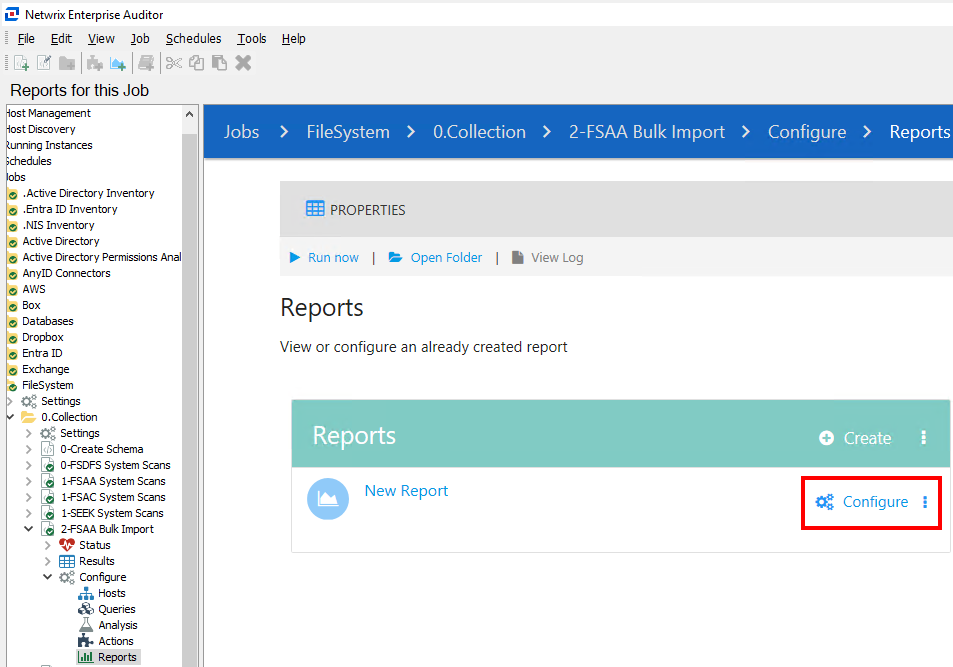 Netwrix Enterprise Auditor
File Edit View Job Schedules Tools Help
Reports for this Job
Host Management
Host Discovery
Running Instances
Schedules
Jobs
.Active Directory Inventory
.Entra ID Inventory
.NIS Inventory
Active Directory
Active Directory Permissions Anal
AnyID Connectors
AWS
Box
Databases
Dropbox
Entra ID
Exchange
FileSystem
Settings
0.Collection
Settings
0-Create Schema
0-FSDFS System Scans
1-FSAA System Scans
1-FSAC System Scans
1-SEEK System Scans
2-FSAA Bulk Import
Status
Results
Configure
Hosts
Queries
Analysis
Actions
Reports
Jobs > FileSystem > 0.Collection > 2-FSAA Bulk Import > Configure > Reports
PROPERTIES
Run now | Open Folder | View Log
Reports
View or configure an already created report
Reports
Create
New Report
Configure